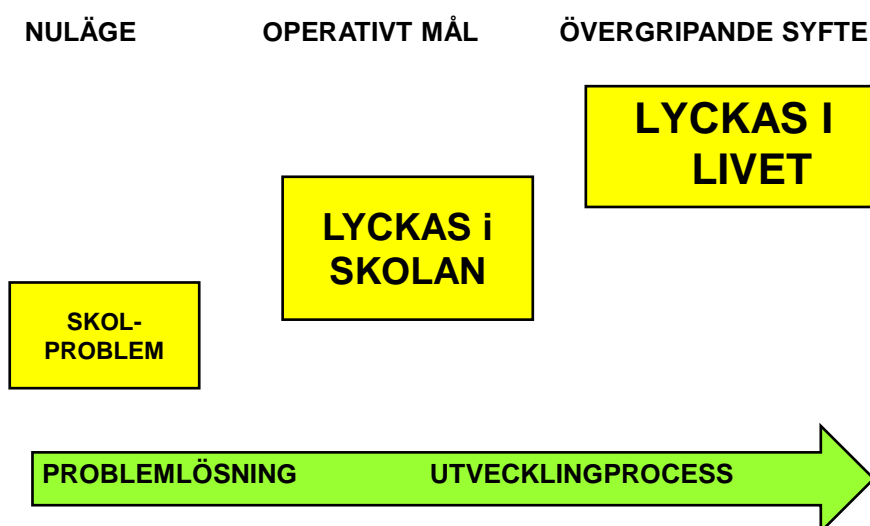 NULÄGE OPERATIVT MÅL ÖVERGRIPANDE SYFTE
LYCKAS I
LIVET
LYCKAS i
SKOLAN
SKOL-
PROBLEM
PROBLEMLÖSNING UTVECKLINGPROCESS